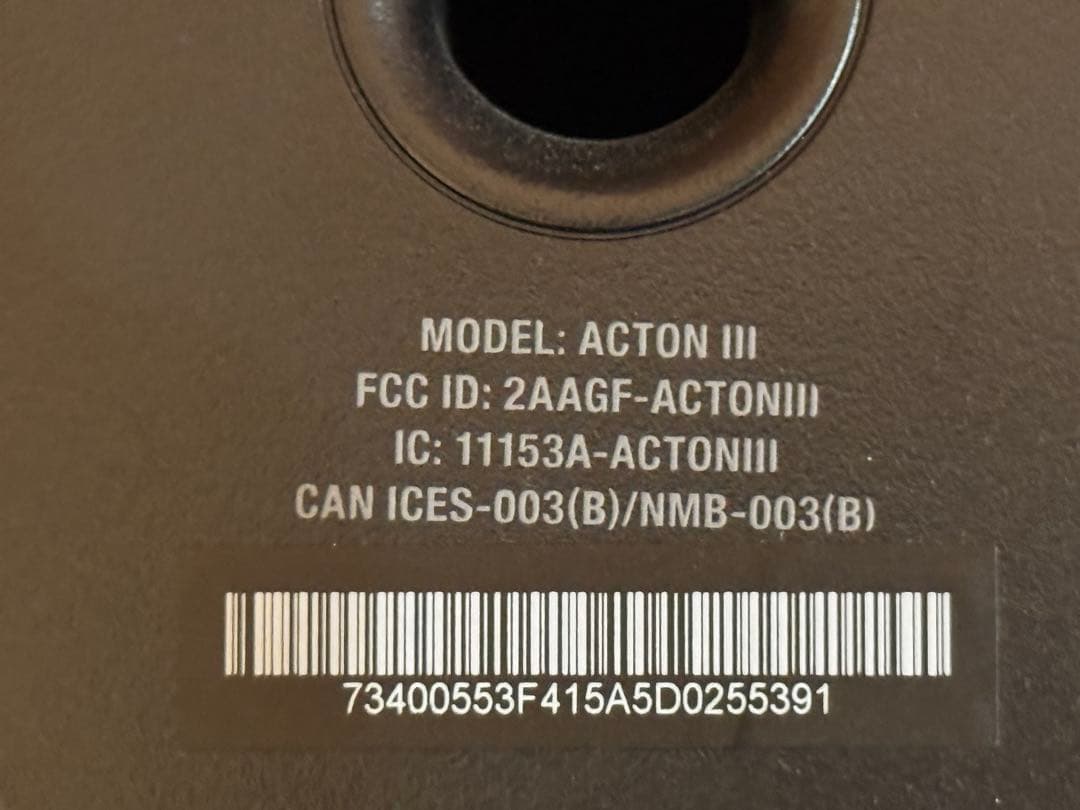 MODEL: ACTON III
FCC ID: 2AAGF-ACTONIII
IC: 11153A-ACTONIII
CAN ICES-003(B)/NMB-003(B)
73400553F415A5D0255391